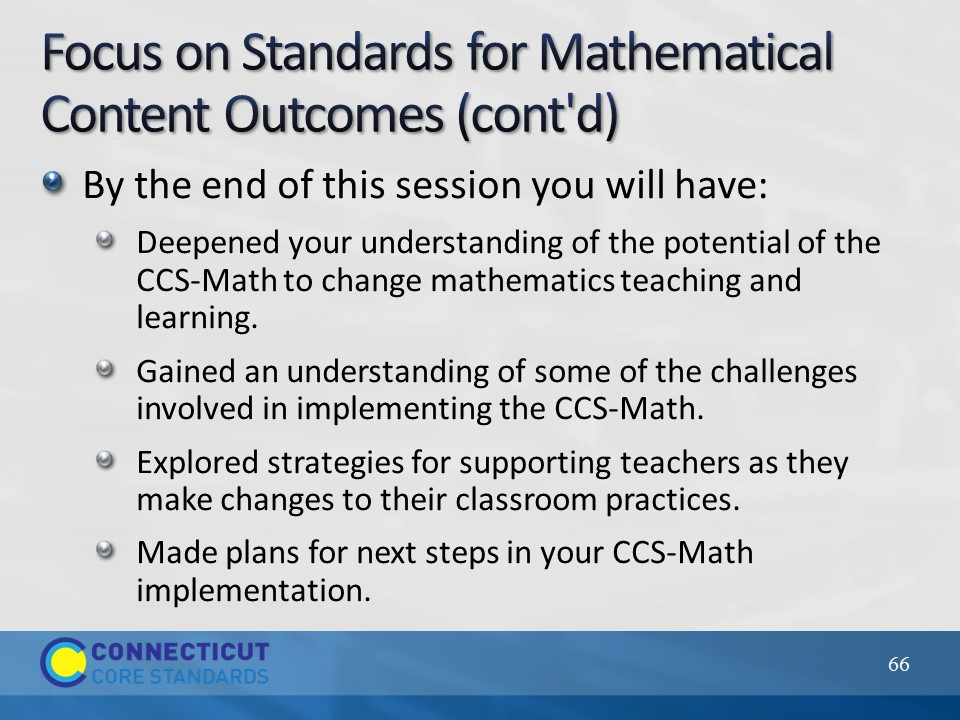 Focus on Standards for Mathematical
Content Outcomes (cont'd)
By the end of this session you will have:
Deepened your understanding of the potential of the
CCS-Math to change mathematics teaching and
learning.
Gained an understanding of some of the challenges
involved in implementing the CCS-Math.
Explored strategies for supporting teachers as they
make changes to their classroom practices.
Made plans for next steps in your CCS-Math
implementation.
CONNECTICUT
CORE STANDARDS
66